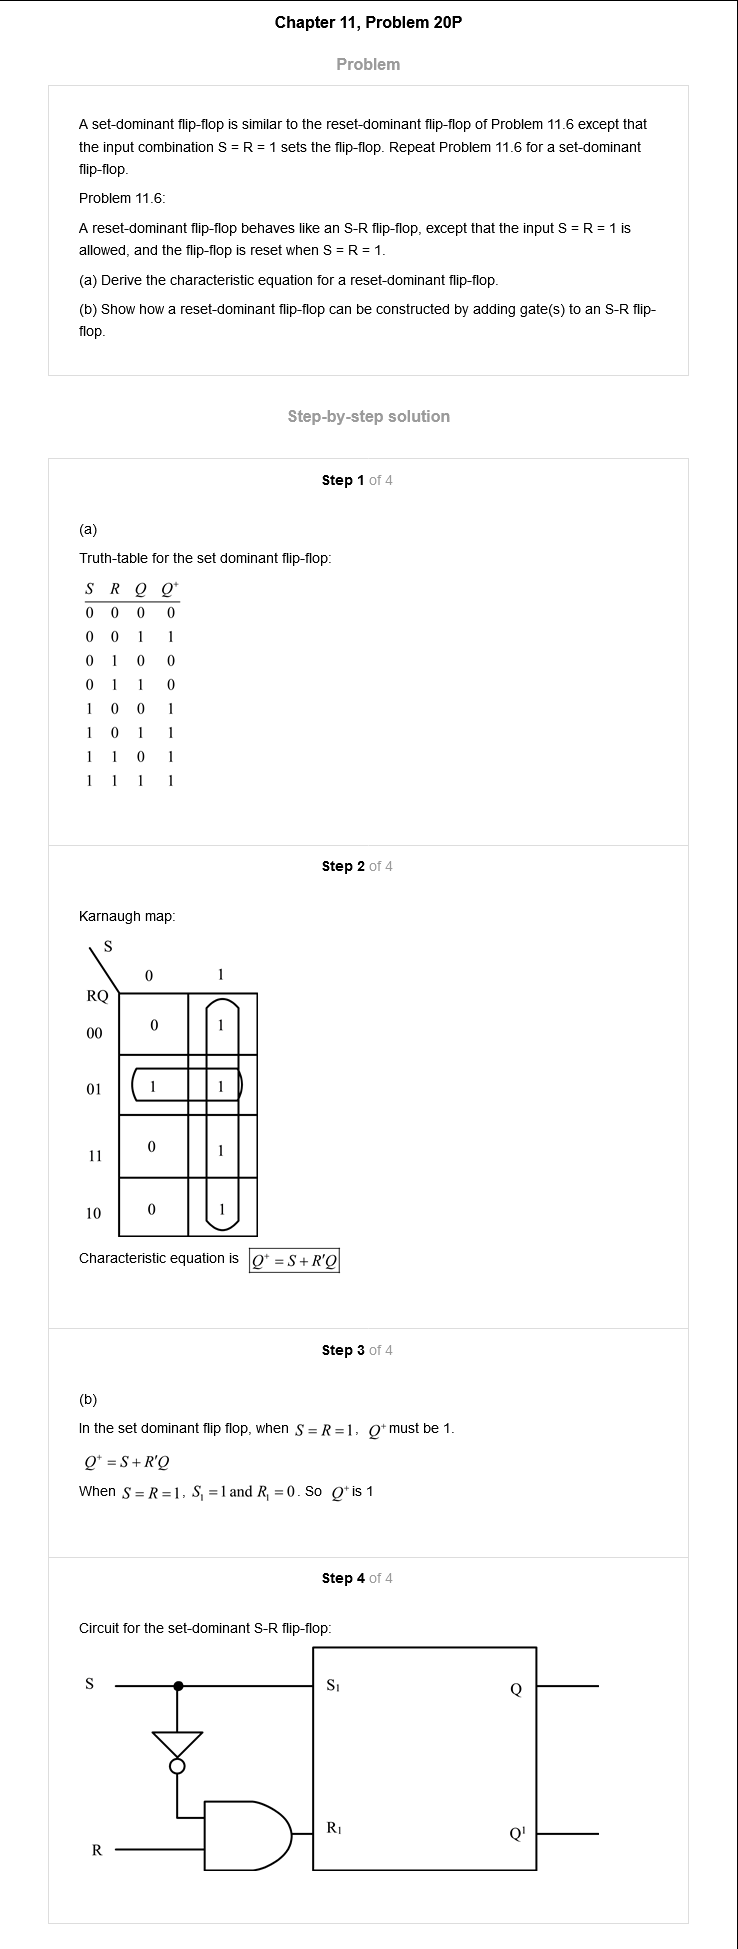 Chapter 11, Problem 20P
Problem
A set-dominant flip-flop is similar to the reset-dominant flip-flop of Problem 11.6 except that
the input combination S = R = 1 sets the flip-flop. Repeat Problem 11.6 for a set-dominant
flip-flop.
Problem 11.6:
A reset-dominant flip-flop behaves like an S-R flip-flop, except that the input S = R = 1 is
allowed, and the flip-flop is reset when S = R = 1.
(a) Derive the characteristic equation for a reset-dominant flip-flop.
(b) Show how a reset-dominant flip-flop can be constructed by adding gate(s) to an S-R flip-
flop.
Step-by-step solution
Step 1 of 4
(a)
Truth-table for the set dominant flip-flop:
S R Q Q⁺
0 0 0 0
0 0 1 1
0 1 0 0
0 1 1 0
1 0 0 1
1 0 1 1
1 1 0 1
1 1 1 1
Step 2 of 4
Karnaugh map:
S
0 1
RQ
00 0 1
01 1 1
11 0 1
10 0 1
Characteristic equation is Q⁺ = S + R'Q
Step 3 of 4
(b)
In the set dominant flip flop, when S = R = 1, Q⁺ must be 1.
Q⁺ = S + R'Q
When S = R = 1, S₁ = 1 and R₁ = 0. So Q⁺ is 1
Step 4 of 4
Circuit for the set-dominant S-R flip-flop:
S S₁ Q
R₁ Q¹
R